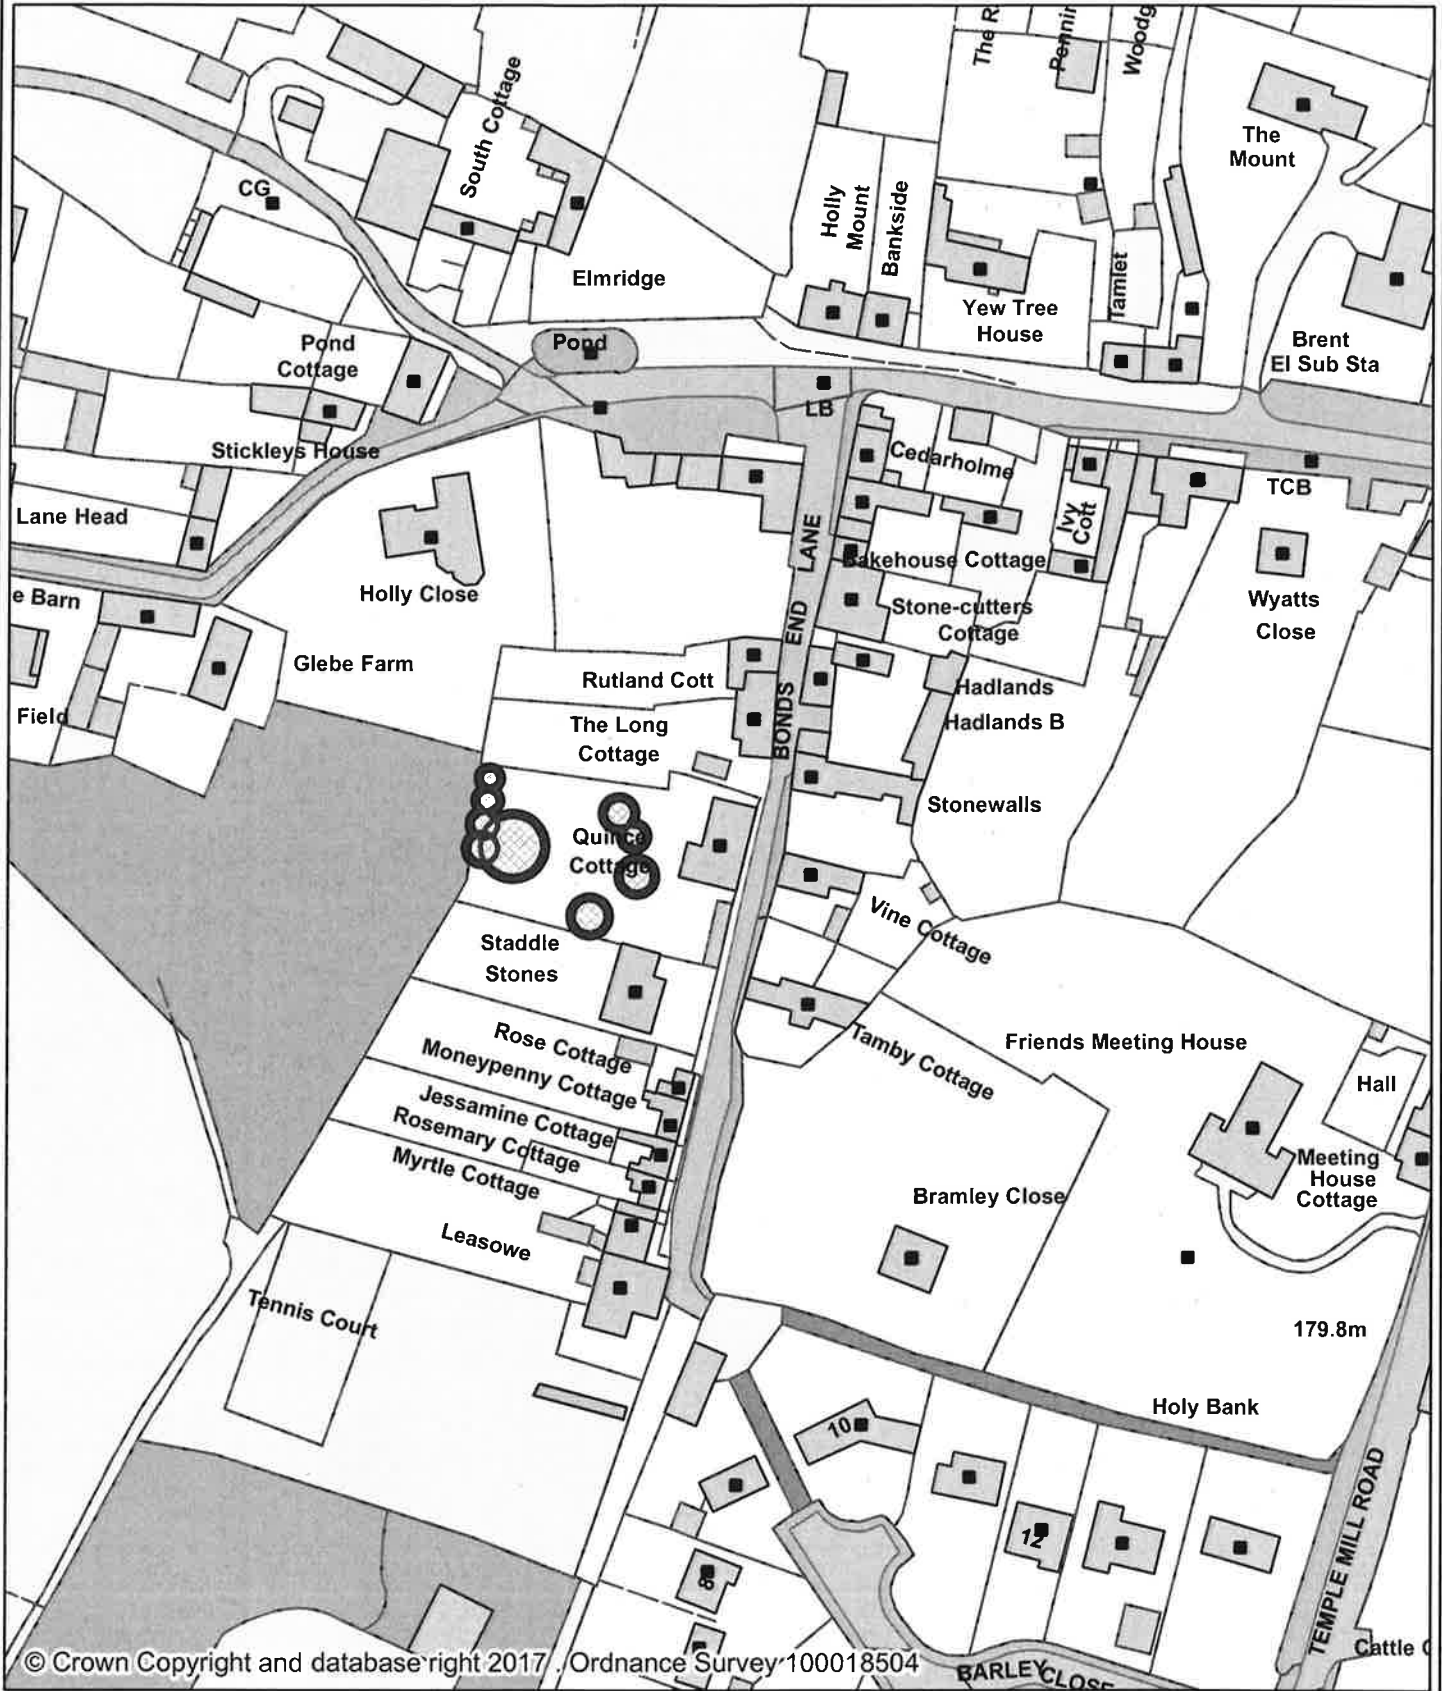 The R
Pennin
Woodg
South Cottage
The
Mount
CG
Holly
Mount
Bankside
Elmridge
Tamlet
Yew Tree
House
Pond
Pond
Cottage
Brent
El Sub Sta
LB
Stickleys House
Cedarholme
TCB
Lane Head
Ivy
Cott
BONDS END LANE
Bakehouse Cottage
Holly Close
e Barn
Stone-cutters
Cottage
Wyatts
Close
Glebe Farm
Rutland Cott
Hadlands
Field
The Long
Cottage
Hadlands B
Stonewalls
Quince
Cottage
Vine Cottage
Staddle
Stones
Rose Cottage
Moneypenny Cottage
Tamby Cottage
Friends Meeting House
Hall
Jessamine Cottage
Rosemary Cottage
Myrtle Cottage
Meeting
House
Cottage
Bramley Close
Leasowe
Tennis Court
179.8m
Holy Bank
10
12
8
TEMPLE MILL ROAD
Cattle G
BARLEY CLOSE
© Crown Copyright and database right 2017 . Ordnance Survey 100018504